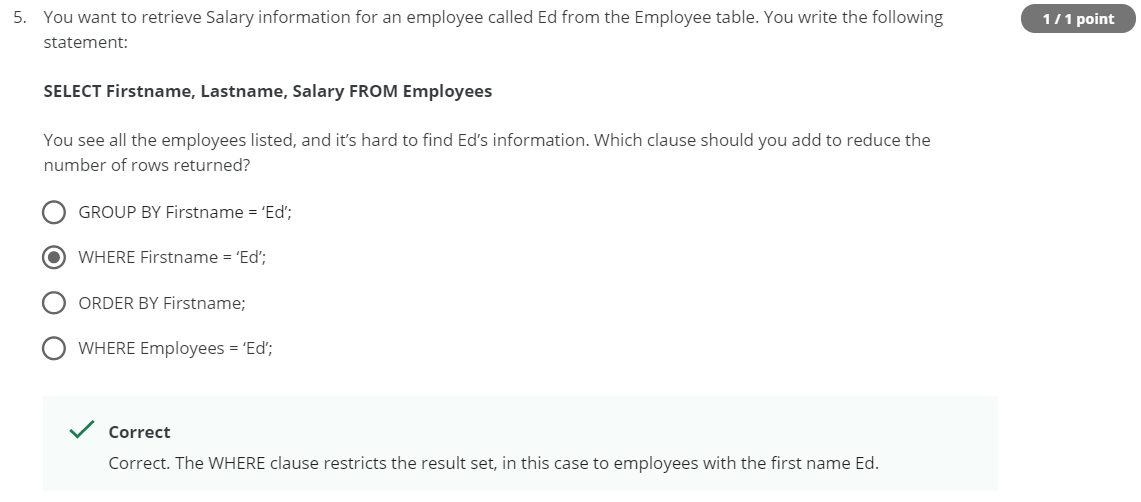 5. You want to retrieve Salary information for an employee called Ed from the Employee table. You write the following
1 / 1 point
statement:
SELECT Firstname, Lastname, Salary FROM Employees
You see all the employees listed, and it’s hard to find Ed’s information. Which clause should you add to reduce the
number of rows returned?
GROUP BY Firstname = ‘Ed’;
WHERE Firstname = ‘Ed’;
ORDER BY Firstname;
WHERE Employees = ‘Ed’;
Correct
Correct. The WHERE clause restricts the result set, in this case to employees with the first name Ed.